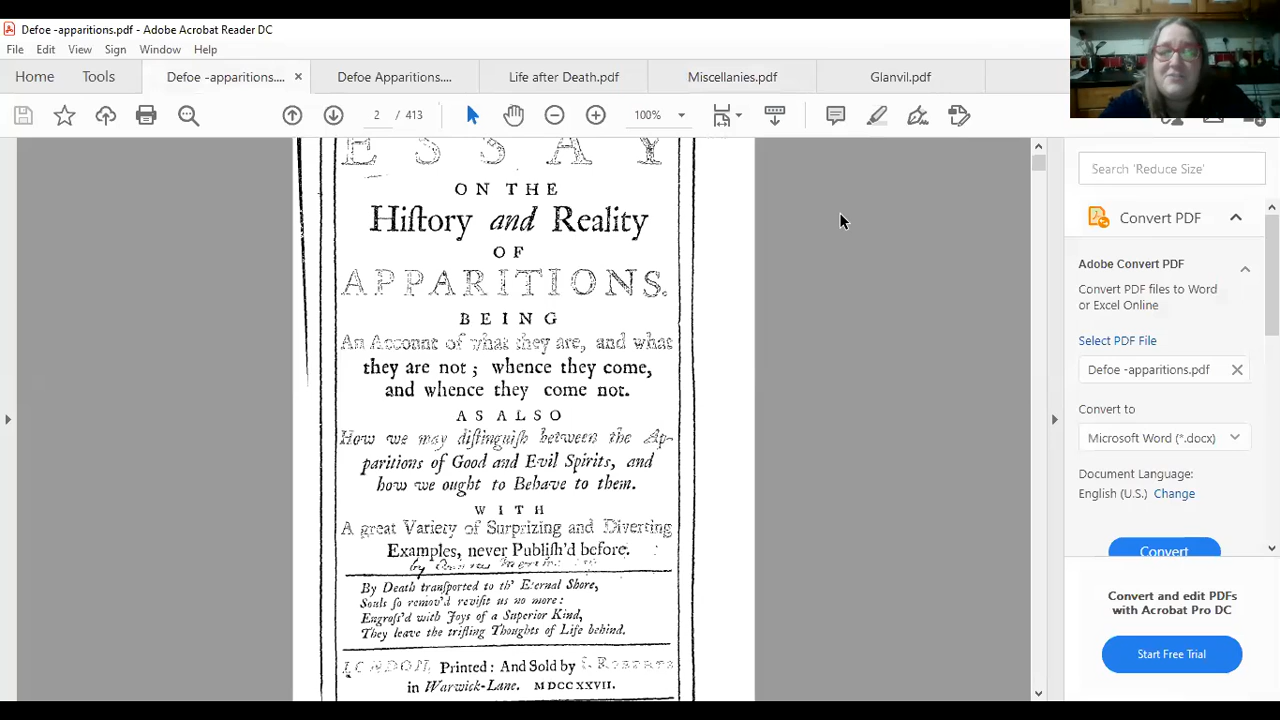 Defoe -apparitions.pdf - Adobe Acrobat Reader DC
File Edit View Sign Window Help
Home Tools Defoe -apparitions.... × Defoe Apparitions.... Life after Death.pdf Miscellanies.pdf Glanvil.pdf
2 413 100%
ESSAY
ON THE
Hiſtory and Reality
OF
APPARITIONS.
BEING
An Account of what they are, and what
they are not; whence they come,
and whence they come not.
AS ALSO
How we may diſtinguiſh between the Ap-
paritions of Good and Evil Spirits, and
how we ought to Behave to them.
WITH
A great Variety of Surprizing and Diverting
Examples, never Publiſh'd before.
By Death tranſported to th' Eternal Shore,
Souls ſo remov'd reviſit us no more:
Engroſs'd with Joys of a Superior Kind,
They leave the trifling Thoughts of Life behind.
LONDON, Printed: And Sold by J. ROBERTS
in Warwick-Lane. MDCCXXVII.
Search 'Reduce Size'
Convert PDF
Adobe Convert PDF
Convert PDF files to Word
or Excel Online
Select PDF File
Defoe -apparitions.pdf ×
Convert to
Microsoft Word (*.docx)
Document Language:
English (U.S.) Change
Convert
Convert and edit PDFs
with Acrobat Pro DC
Start Free Trial